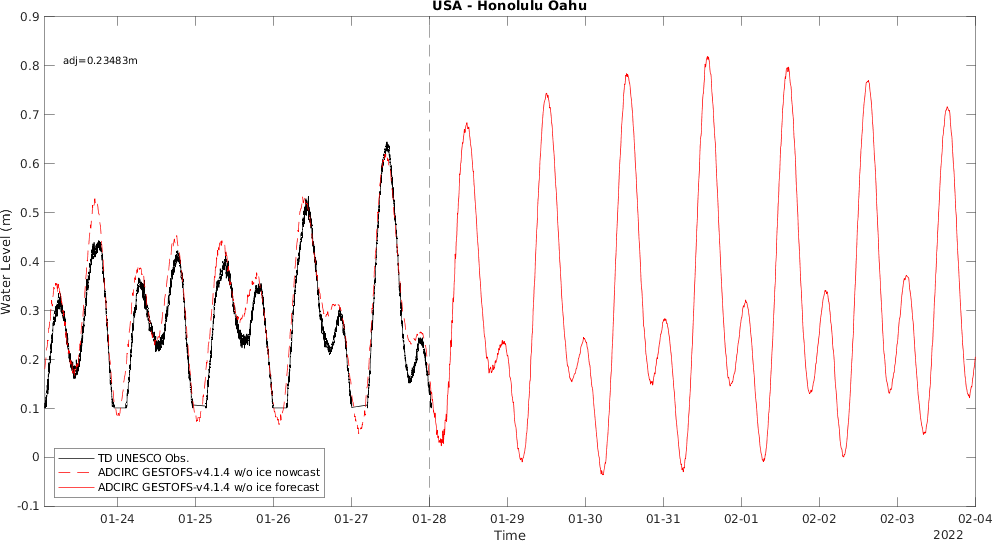 USA - Honolulu Oahu
0.9
0.8
0.7
0.6
0.5
0.4
0.3
0.2
0.1
0
-0.1
Water Level (m)
adj=0.23483m
TD UNESCO Obs.
ADCIRC GESTOFS-v4.1.4 w/o ice nowcast
ADCIRC GESTOFS-v4.1.4 w/o ice forecast
01-24 01-25 01-26 01-27 01-28 01-29 01-30 01-31 02-01 02-02 02-03 02-04
Time
2022